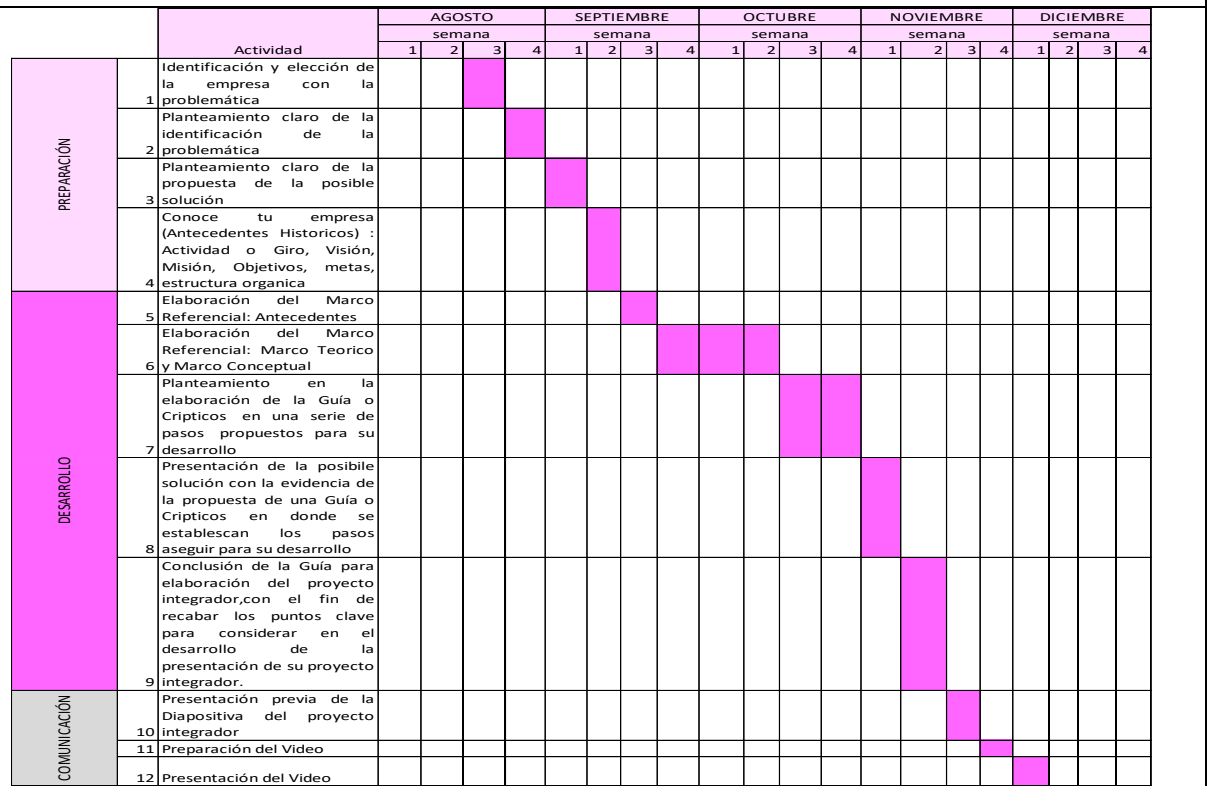 AGOSTO SEPTIEMBRE OCTUBRE NOVIEMBRE DICIEMBRE
semana semana semana semana semana
Actividad 1 2 3 4 1 2 3 4 1 2 3 4 1 2 3 4 1 2 3 4
PREPARACIÓN
Identificación y elección de
la empresa con la
1 problemática
Planteamiento claro de la
identificación de la
2 problemática
Planteamiento claro de la
propuesta de la posible
3 solución
Conoce tu empresa
(Antecedentes Historicos) :
Actividad o Giro, Visión,
Misión, Objetivos, metas,
4 estructura organica
DESARROLLO
Elaboración del Marco
5 Referencial: Antecedentes
Elaboración del Marco
Referencial: Marco Teorico
6 y Marco Conceptual
Planteamiento en la
elaboración de la Guía o
Cripticos en una serie de
pasos propuestos para su
7 desarrollo
Presentación de la posibile
solución con la evidencia de
la propuesta de una Guía o
Cripticos en donde se
establescan los pasos
8 aseguir para su desarrollo
Conclusión de la Guía para
elaboración del proyecto
integrador,con el fin de
recabar los puntos clave
para considerar en el
desarrollo de la
presentación de su proyecto
9 integrador.
COMUNICACIÓN
Presentación previa de la
Diapositiva del proyecto
10 integrador
11 Preparación del Video
12 Presentación del Video